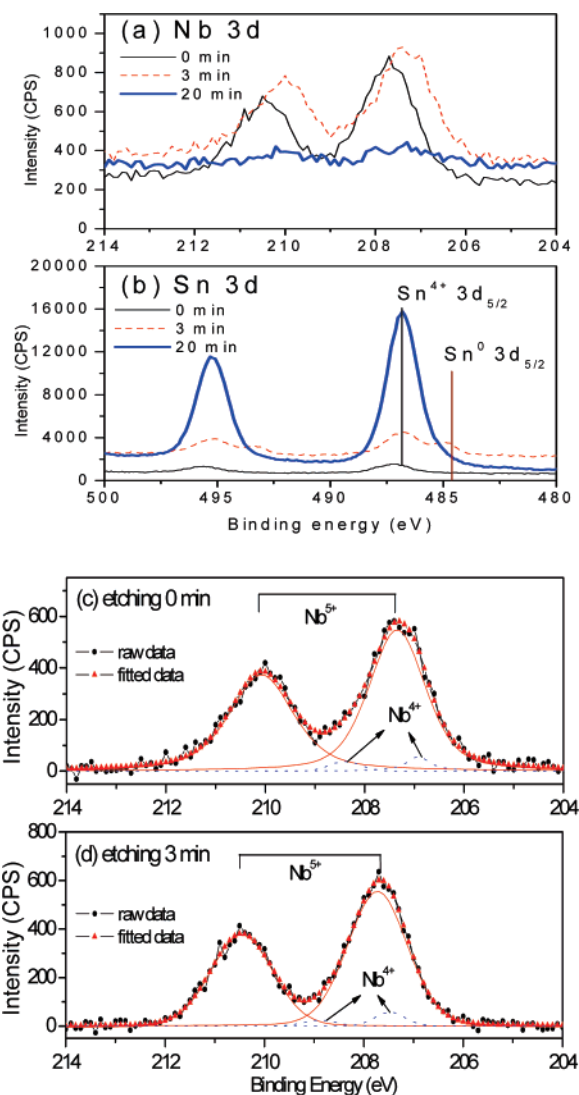 (a) Nb 3d
0 min
3 min
20 min
Intensity (CPS)
1000
800
600
400
200
0
214 212 210 208 206 204
(b) Sn 3d
0 min
3 min
20 min
Sn4+ 3d5/2
Sn0 3d5/2
Intensity (CPS)
20000
16000
12000
8000
4000
0
500 495 490 485 480
Binding energy (eV)
(c) etching 0 min
Nb5+
raw data
fitted data
Nb4+
Intensity (CPS)
600
400
200
0
214 212 210 208 206 204
(d) etching 3 min
Nb5+
raw data
fitted data
Nb4+
Intensity (CPS)
800
600
400
200
0
214 212 210 208 206 204
Binding Energy (eV)